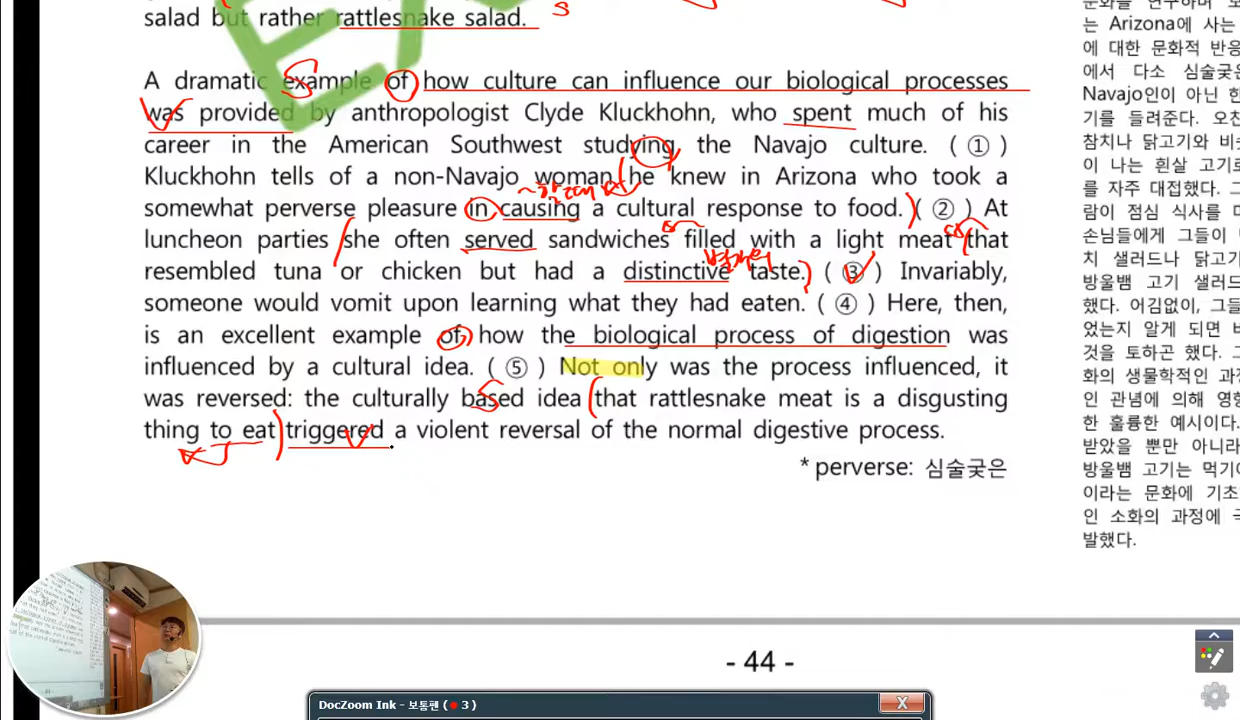 salad but rather rattlesnake salad.
A dramatic example of how culture can influence our biological processes
was provided by anthropologist Clyde Kluckhohn, who spent much of his
career in the American Southwest studying the Navajo culture. ( ① )
Kluckhohn tells of a non-Navajo woman he knew in Arizona who took a
somewhat perverse pleasure in causing a cultural response to food. ( ② ) At
luncheon parties she often served sandwiches filled with a light meat that
resembled tuna or chicken but had a distinctive taste. ( ③ ) Invariably,
someone would vomit upon learning what they had eaten. ( ④ ) Here, then,
is an excellent example of how the biological process of digestion was
influenced by a cultural idea. ( ⑤ ) Not only was the process influenced, it
was reversed: the culturally based idea that rattlesnake meat is a disgusting
thing to eat triggered a violent reversal of the normal digestive process.
* perverse: 심술궂은
는 Arizona에 사는
에 대한 문화적 반응
에서 다소 심술궂은
Navajo인이 아닌 한
기를 들려준다. 오찬
참치나 닭고기와 비슷
이 나는 흰살 고기로
를 자주 대접했다. 그
람이 점심 식사를 마
손님들에게 그들이 방
치 샐러드나 닭고기
방울뱀 고기 샐러드
했다. 어김없이, 그들
었는지 알게 되면 바
것을 토하곤 했다. 그
화의 생물학적인 과정
인 관념에 의해 영향
한 훌륭한 예시이다.
받았을 뿐만 아니라
방울뱀 고기는 먹기에
이라는 문화에 기초
인 소화의 과정에 극
발했다.
- 44 -
DocZoom Ink - 보통펜 ( 3 )